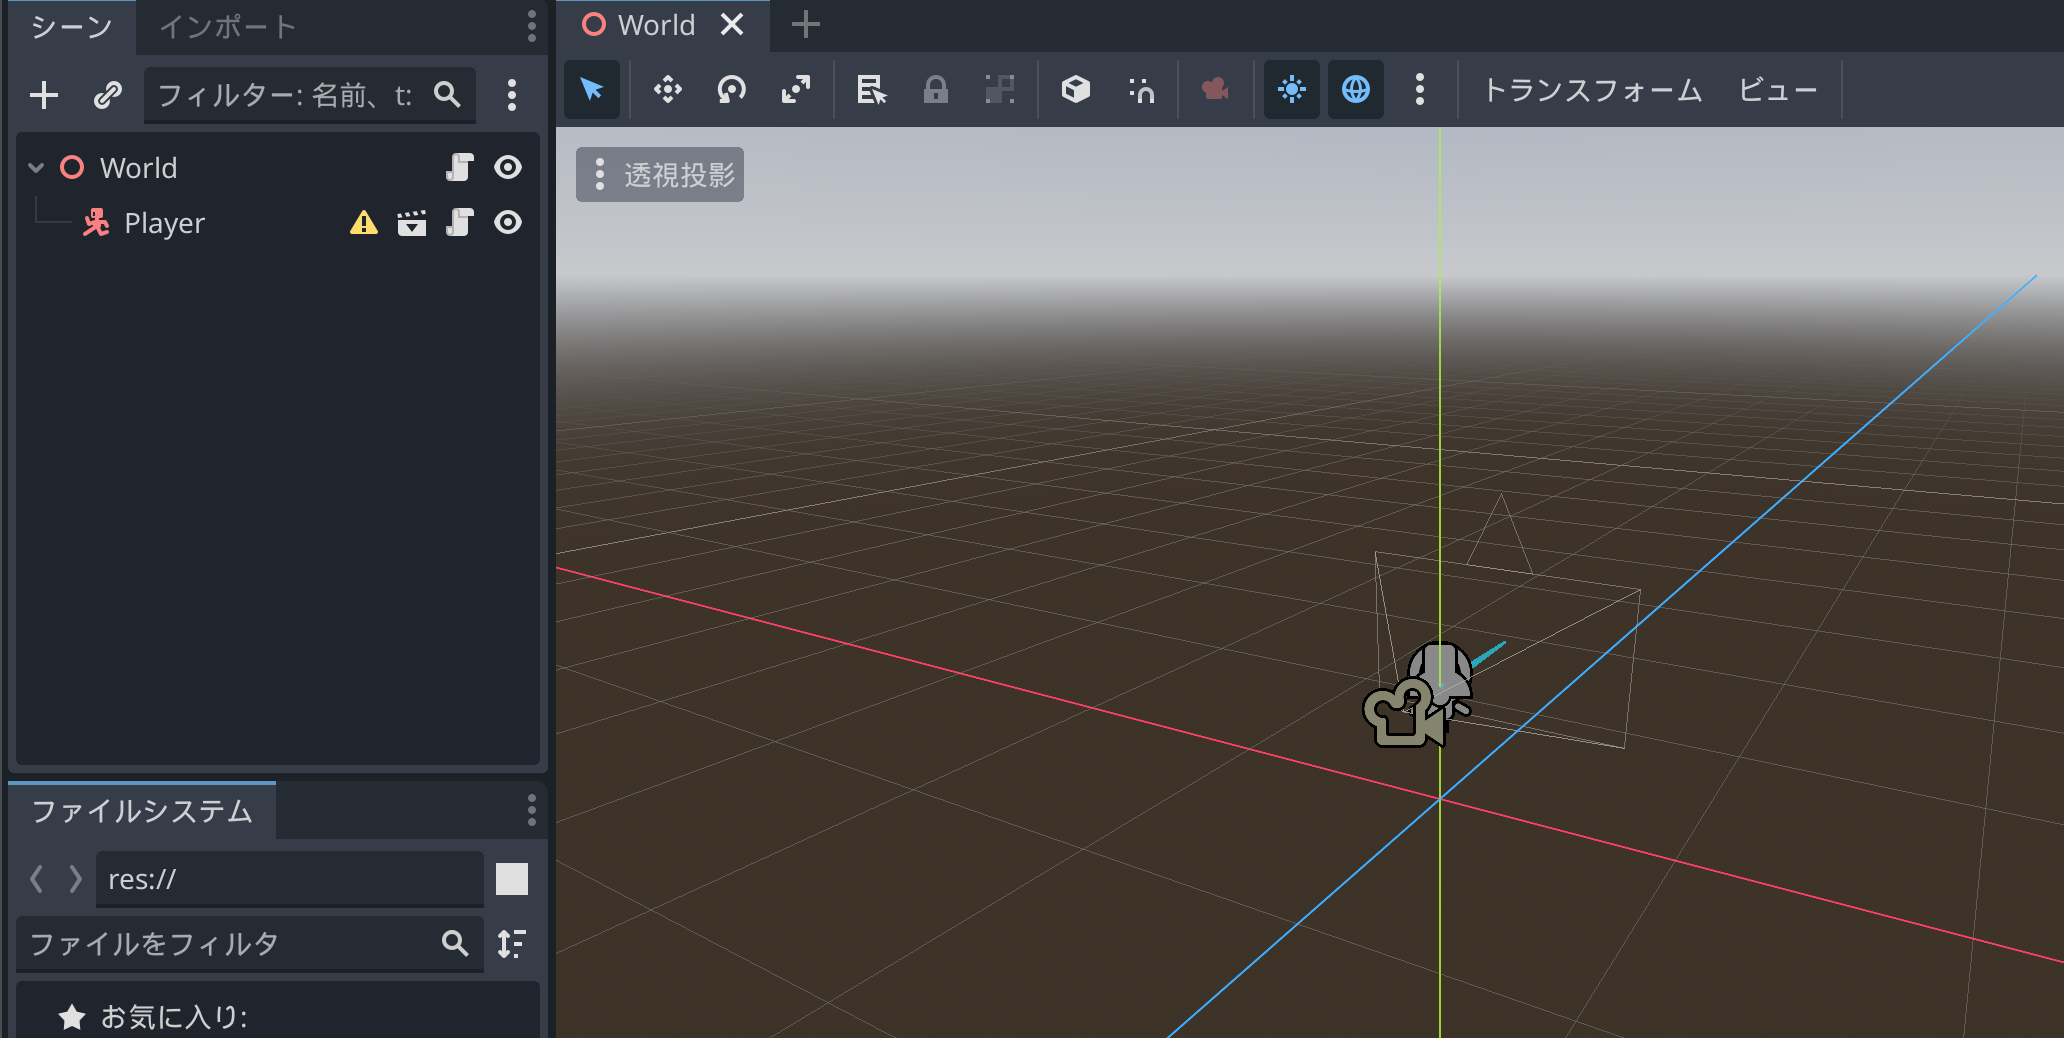 シーン
インポート
フィルター: 名前、t:
World
Player
ファイルシステム
res://
ファイルをフィルタ
お気に入り:
World
トランスフォーム
ビュー
透視投影